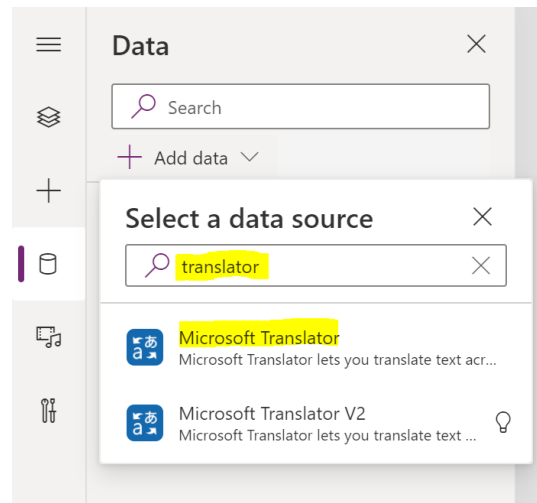 Data
Search
Add data
Select a data source
translator
Microsoft Translator
Microsoft Translator lets you translate text acr...
Microsoft Translator V2
Microsoft Translator lets you translate text ...